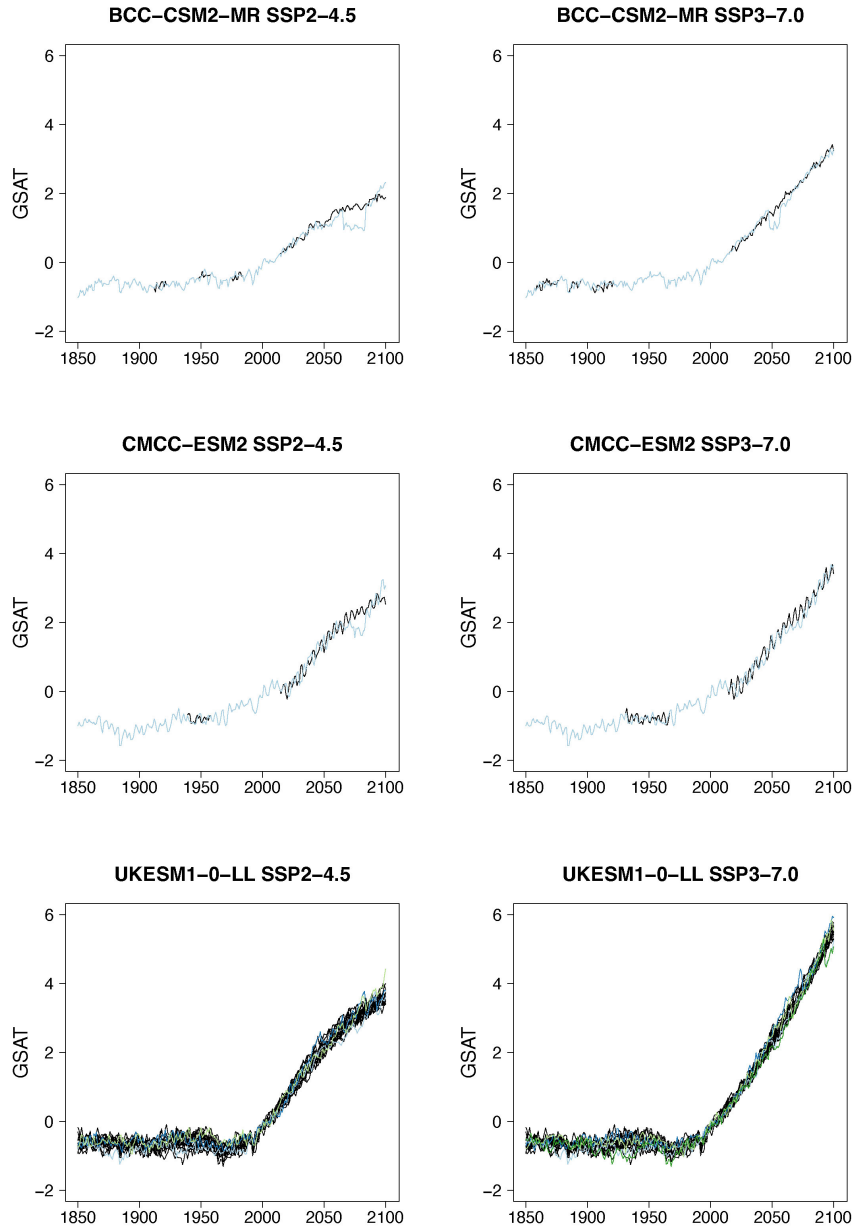 BCC−CSM2−MR SSP2−4.5
6
4
2
0
−2
GSAT
1850 1900 1950 2000 2050 2100
BCC−CSM2−MR SSP3−7.0
6
4
2
0
−2
GSAT
1850 1900 1950 2000 2050 2100
CMCC−ESM2 SSP2−4.5
6
4
2
0
−2
GSAT
1850 1900 1950 2000 2050 2100
CMCC−ESM2 SSP3−7.0
6
4
2
0
−2
GSAT
1850 1900 1950 2000 2050 2100
UKESM1−0−LL SSP2−4.5
6
4
2
0
−2
GSAT
1850 1900 1950 2000 2050 2100
UKESM1−0−LL SSP3−7.0
6
4
2
0
−2
GSAT
1850 1900 1950 2000 2050 2100